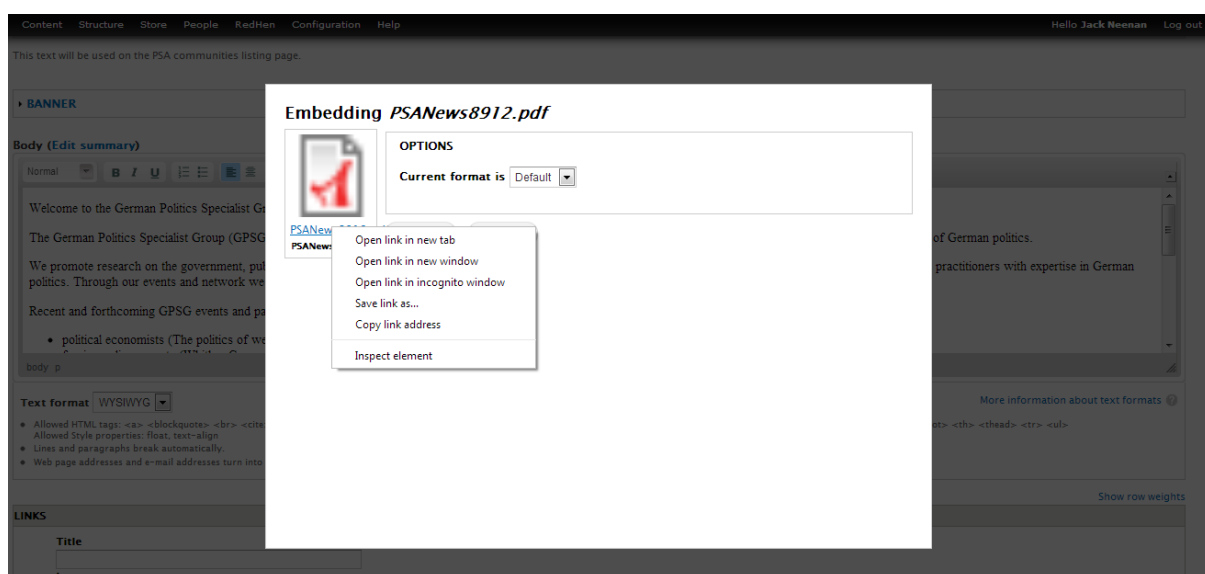 Content Structure Store People RedHen Configuration Help Hello Jack Neenan Log out
This text will be used on the PSA communities listing page.
BANNER
Embedding PSANews8912.pdf
OPTIONS
Current format is Default
Body (Edit summary)
Normal B I U
Welcome to the German Politics Specialist
The German Politics Specialist Group (GPSG of German politics.
We promote research on the government, practitioners with expertise in German
politics. Through our events and network we
Recent and forthcoming GPSG events and
political economists (The politics of
body p
PSANews
Open link in new tab
Open link in new window
Open link in incognito window
Save link as...
Copy link address
Inspect element
Text format WYSIWYG More information about text formats
Allowed HTML tags: <a> <blockquote> <br> <cite> <th> <thead> <tr> <ul>
Allowed Style properties: float, text-align
Lines and paragraphs break automatically.
Web page addresses and e-mail addresses turn into
Show row weights
LINKS
Title